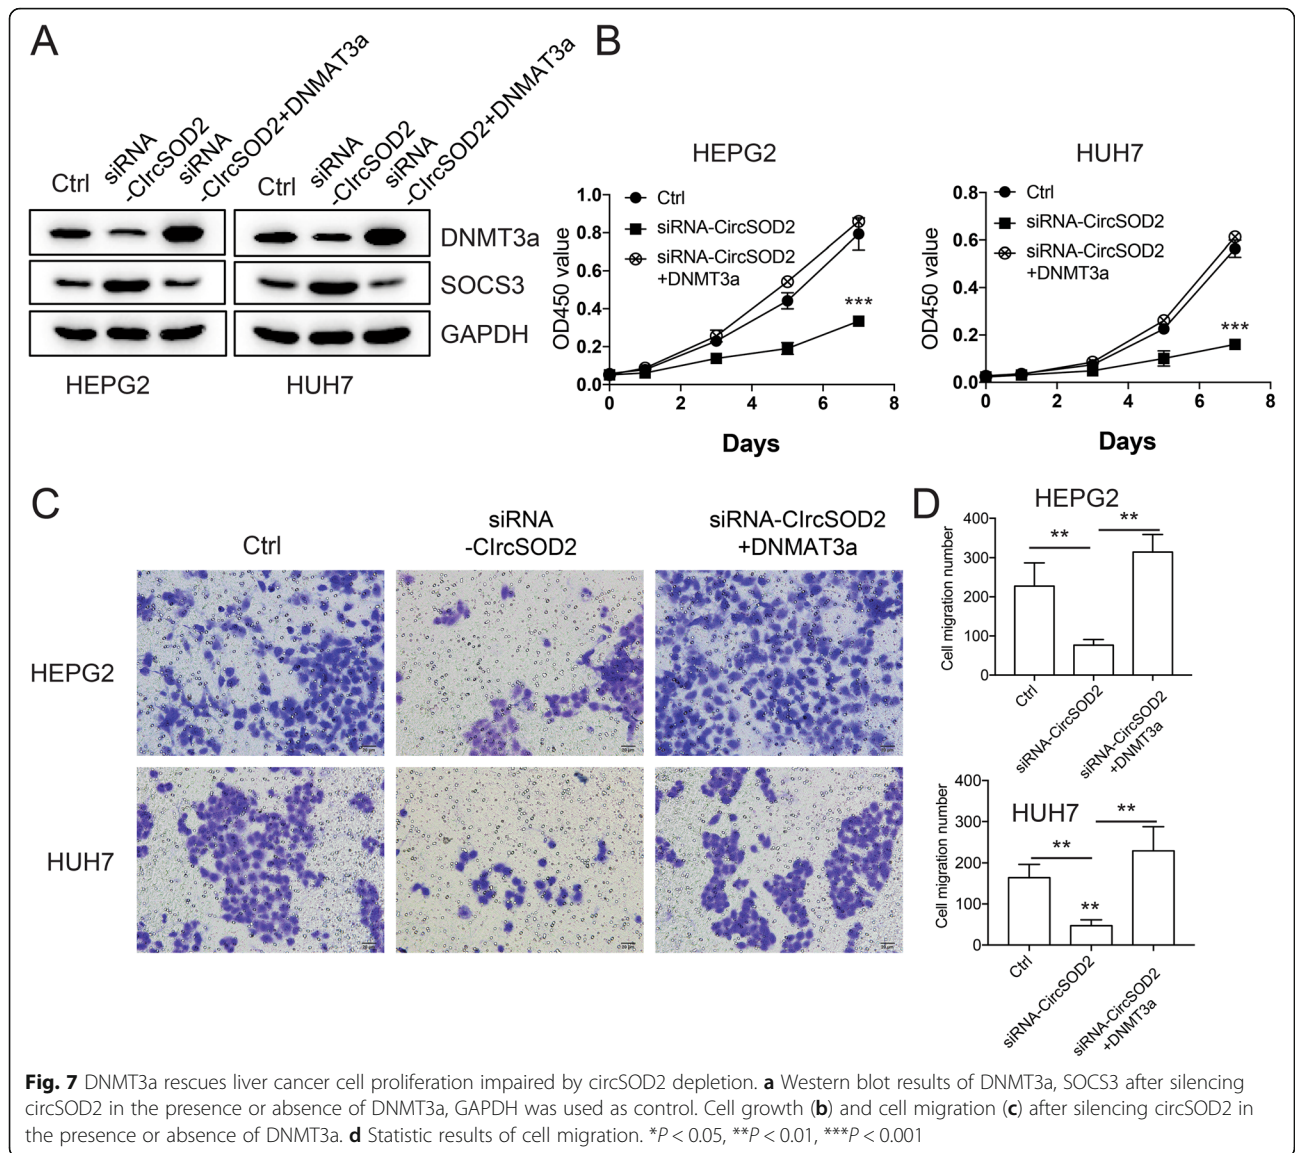 A
Ctrl
siRNA
-CIrcSOD2
siRNA
-CIrcSOD2+DNMAT3a
Ctrl
siRNA
-CIrcSOD2
siRNA
-CIrcSOD2+DNMAT3a
DNMT3a
SOCS3
GAPDH
HEPG2
HUH7
B
HEPG2
OD450 value
1.0
0.8
0.6
0.4
0.2
0.0
Ctrl
siRNA-CircSOD2
siRNA-CircSOD2
+DNMT3a
***
0
2
4
6
8
Days
HUH7
OD450 value
0.8
0.6
0.4
0.2
0.0
Ctrl
siRNA-CircSOD2
siRNA-CircSOD2
+DNMT3a
***
0
2
4
6
8
Days
C
Ctrl
siRNA
-CIrcSOD2
siRNA-CIrcSOD2
+DNMAT3a
HEPG2
HUH7
D
HEPG2
Cell migration number
400
300
200
100
0
**
**
Ctrl
siRNA-CircSOD2
siRNA-CircSOD2
+DNMT3a
HUH7
Cell migration number
400
300
200
100
0
**
**
**
Ctrl
siRNA-CircSOD2
siRNA-CircSOD2
+DNMT3a
Fig. 7 DNMT3a rescues liver cancer cell proliferation impaired by circSOD2 depletion. a Western blot results of DNMT3a, SOCS3 after silencing
circSOD2 in the presence or absence of DNMT3a, GAPDH was used as control. Cell growth (b) and cell migration (c) after silencing circSOD2 in
the presence or absence of DNMT3a. d Statistic results of cell migration. *P < 0.05, **P < 0.01, ***P < 0.001